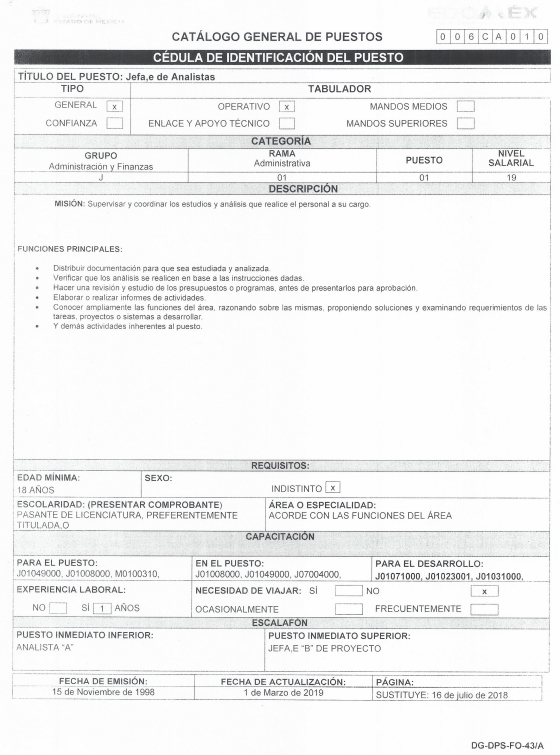 EDOMÉX
CATÁLOGO GENERAL DE PUESTOS 0 0 6 C A 0 1 0
CÉDULA DE IDENTIFICACIÓN DEL PUESTO
TÍTULO DEL PUESTO: Jefa,e de Analistas
TIPO TABULADOR
GENERAL x OPERATIVO x MANDOS MEDIOS
CONFIANZA ENLACE Y APOYO TÉCNICO MANDOS SUPERIORES
CATEGORÍA
GRUPO RAMA PUESTO NIVEL SALARIAL
Administración y Finanzas Administrativa
J 01 01 19
DESCRIPCIÓN
MISIÓN: Supervisar y coordinar los estudios y análisis que realice el personal a su cargo.
FUNCIONES PRINCIPALES:
• Distribuir documentación para que sea estudiada y analizada.
• Verificar que los análisis se realicen en base a las instrucciones dadas.
• Hacer una revisión y estudio de los presupuestos o programas, antes de presentarlos para aprobación.
• Elaborar o realizar informes de actividades.
• Conocer ampliamente las funciones del área, razonando sobre las mismas, proponiendo soluciones y examinando requerimientos de las
tareas, proyectos o sistemas a desarrollar.
• Y demás actividades inherentes al puesto.
REQUISITOS:
EDAD MÍNIMA: SEXO:
18 AÑOS INDISTINTO x
ESCOLARIDAD: (PRESENTAR COMPROBANTE) ÁREA O ESPECIALIDAD:
PASANTE DE LICENCIATURA, PREFERENTEMENTE ACORDE CON LAS FUNCIONES DEL ÁREA
TITULADA,O
CAPACITACIÓN
PARA EL PUESTO: EN EL PUESTO: PARA EL DESARROLLO:
J01049000, J01008000, M0100310, J01008000, J01049000, J07004000, J01071000, J01023001, J01031000,
EXPERIENCIA LABORAL: NECESIDAD DE VIAJAR: SÍ NO x
NO SÍ 1 AÑOS OCASIONALMENTE FRECUENTEMENTE
ESCALAFÓN
PUESTO INMEDIATO INFERIOR: PUESTO INMEDIATO SUPERIOR:
ANALISTA "A" JEFA,E "B" DE PROYECTO
FECHA DE EMISIÓN: FECHA DE ACTUALIZACIÓN: PÁGINA:
15 de Noviembre de 1998 1 de Marzo de 2019 SUSTITUYE: 16 de julio de 2018
DG-DPS-FO-43/A